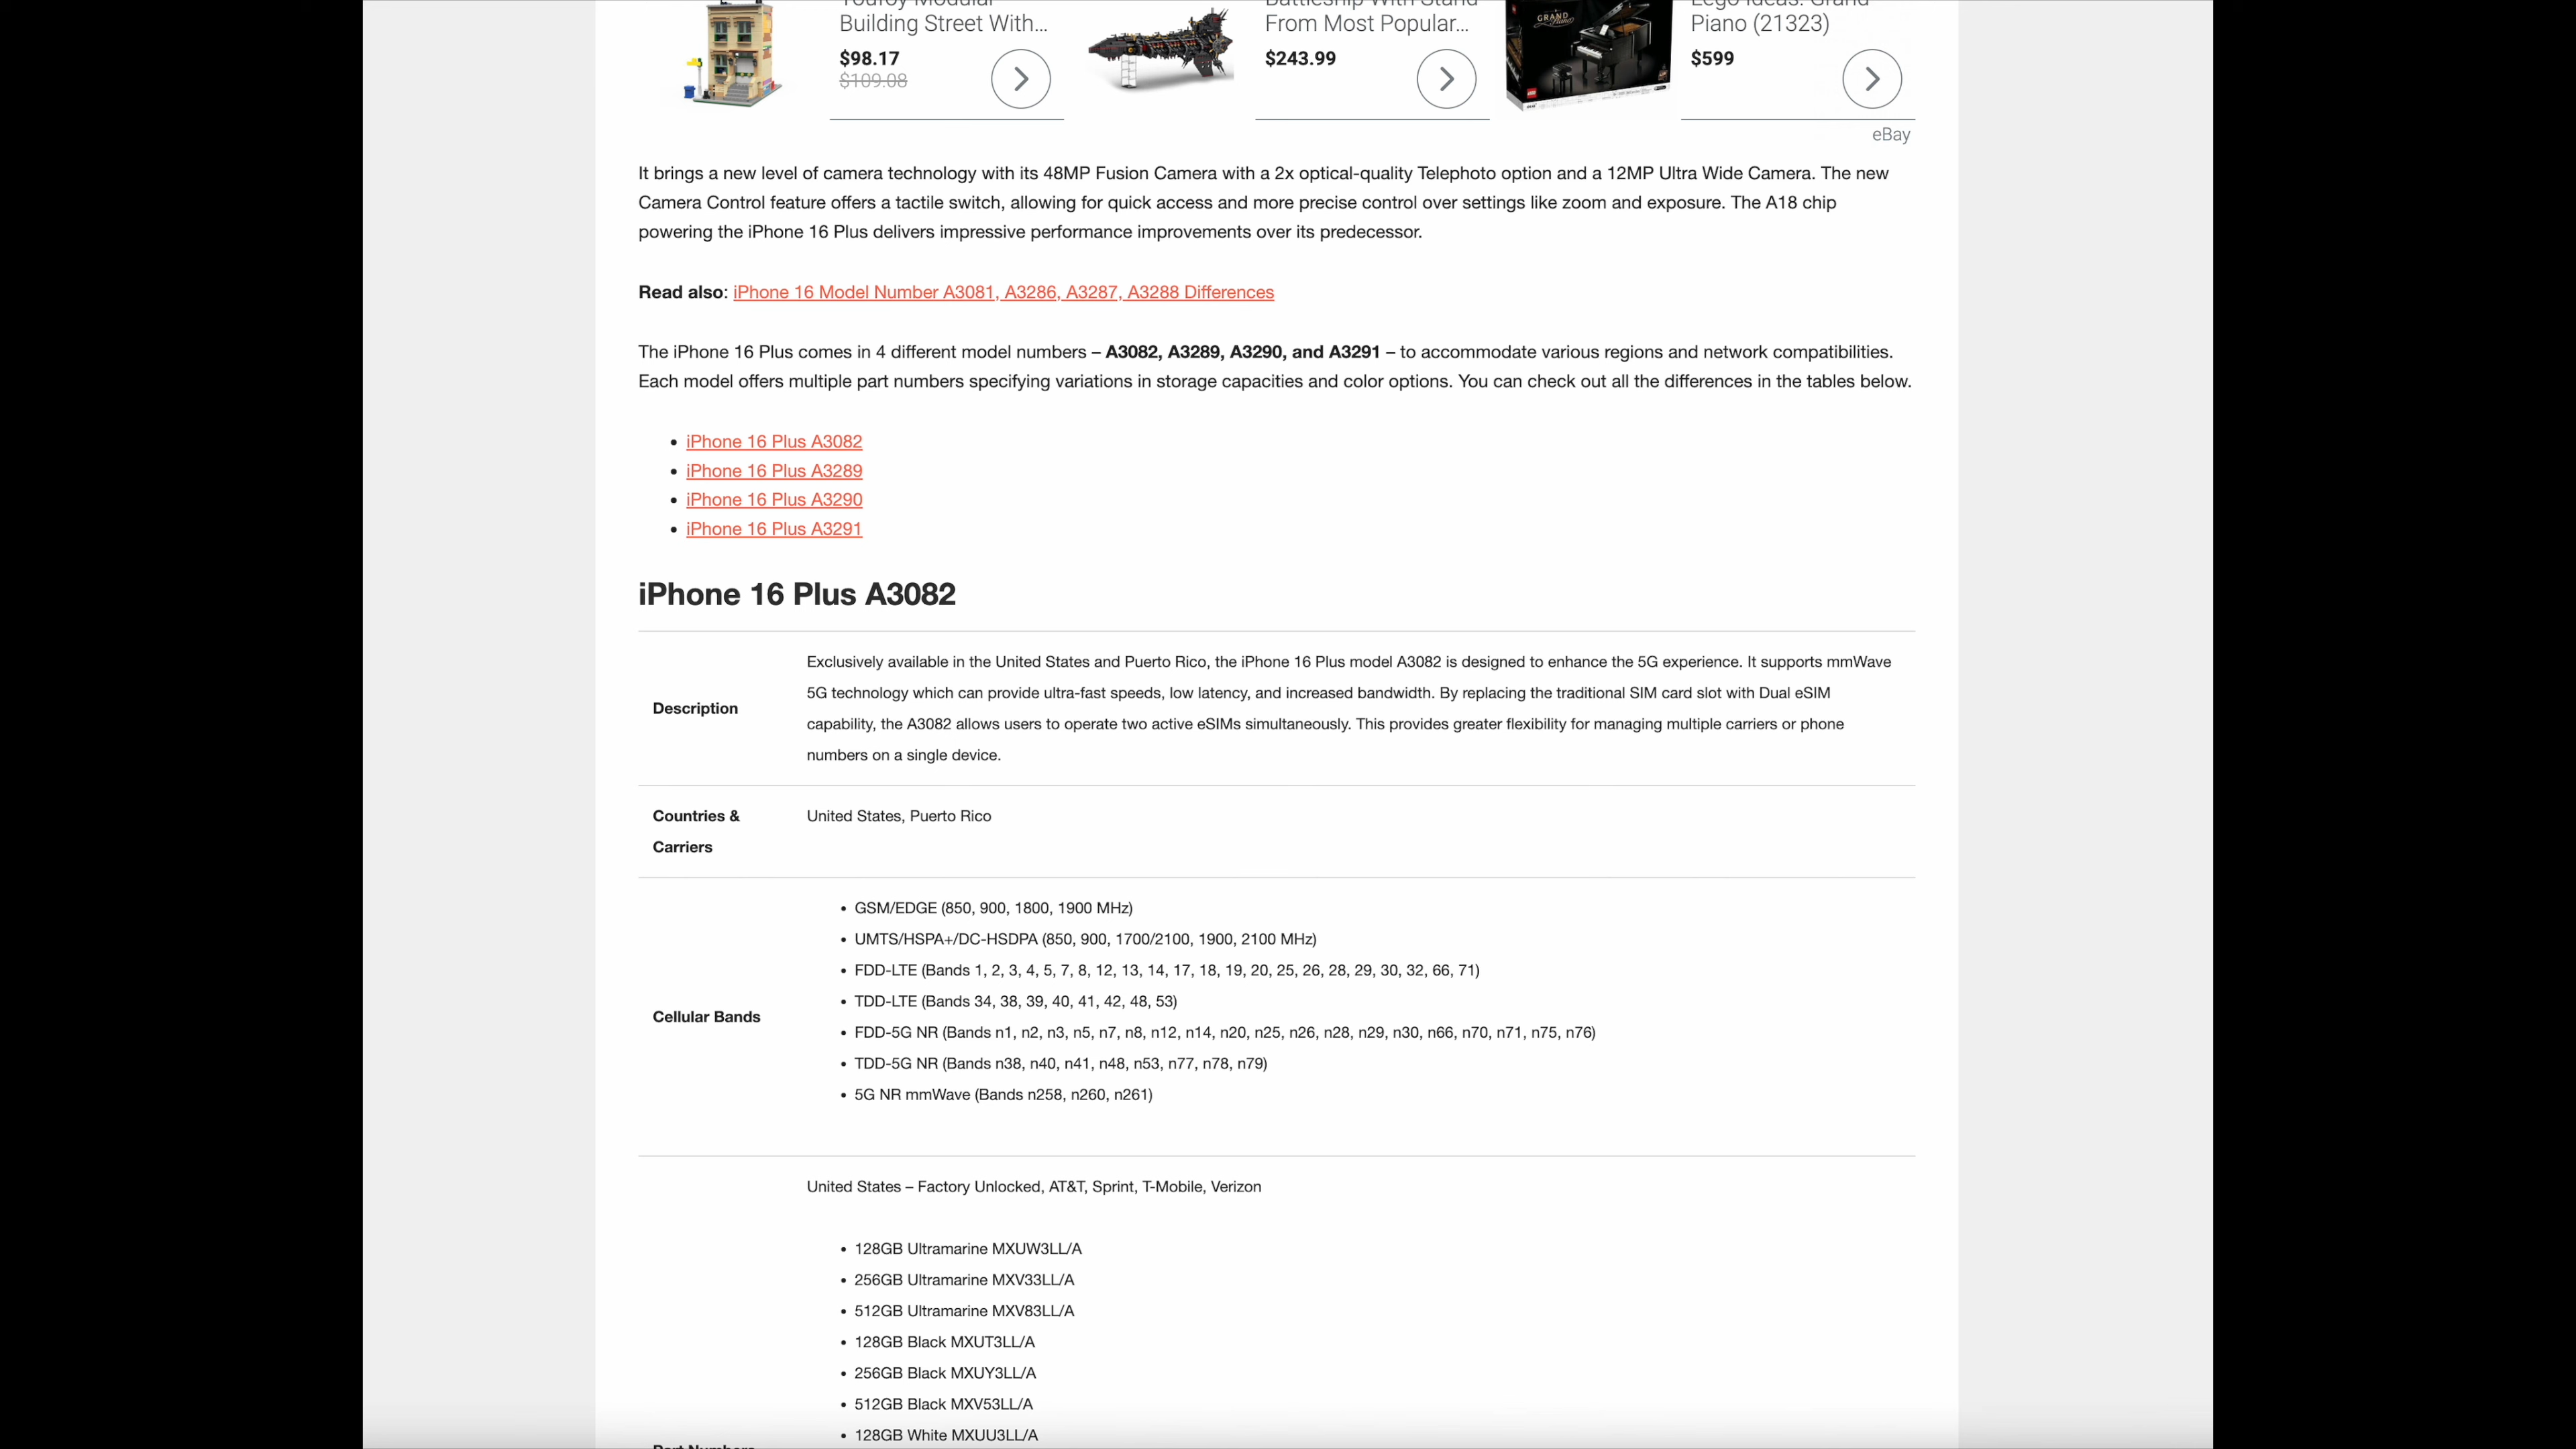 Building Street With...
$98.17
$109.08
From Most Popular...
$243.99
GRAND
Piano
Piano (21323)
$599
eBay
It brings a new level of camera technology with its 48MP Fusion Camera with a 2x optical-quality Telephoto option and a 12MP Ultra Wide Camera. The new
Camera Control feature offers a tactile switch, allowing for quick access and more precise control over settings like zoom and exposure. The A18 chip
powering the iPhone 16 Plus delivers impressive performance improvements over its predecessor.
Read also: iPhone 16 Model Number A3081, A3286, A3287, A3288 Differences
The iPhone 16 Plus comes in 4 different model numbers – A3082, A3289, A3290, and A3291 – to accommodate various regions and network compatibilities.
Each model offers multiple part numbers specifying variations in storage capacities and color options. You can check out all the differences in the tables below.
• iPhone 16 Plus A3082
• iPhone 16 Plus A3289
• iPhone 16 Plus A3290
• iPhone 16 Plus A3291
iPhone 16 Plus A3082
Description
Exclusively available in the United States and Puerto Rico, the iPhone 16 Plus model A3082 is designed to enhance the 5G experience. It supports mmWave
5G technology which can provide ultra-fast speeds, low latency, and increased bandwidth. By replacing the traditional SIM card slot with Dual eSIM
capability, the A3082 allows users to operate two active eSIMs simultaneously. This provides greater flexibility for managing multiple carriers or phone
numbers on a single device.
Countries &
Carriers
United States, Puerto Rico
Cellular Bands
• GSM/EDGE (850, 900, 1800, 1900 MHz)
• UMTS/HSPA+/DC-HSDPA (850, 900, 1700/2100, 1900, 2100 MHz)
• FDD-LTE (Bands 1, 2, 3, 4, 5, 7, 8, 12, 13, 14, 17, 18, 19, 20, 25, 26, 28, 29, 30, 32, 66, 71)
• TDD-LTE (Bands 34, 38, 39, 40, 41, 42, 48, 53)
• FDD-5G NR (Bands n1, n2, n3, n5, n7, n8, n12, n14, n20, n25, n26, n28, n29, n30, n66, n70, n71, n75, n76)
• TDD-5G NR (Bands n38, n40, n41, n48, n53, n77, n78, n79)
• 5G NR mmWave (Bands n258, n260, n261)
United States – Factory Unlocked, AT&T, Sprint, T-Mobile, Verizon
• 128GB Ultramarine MXUW3LL/A
• 256GB Ultramarine MXV33LL/A
• 512GB Ultramarine MXV83LL/A
• 128GB Black MXUT3LL/A
• 256GB Black MXUY3LL/A
• 512GB Black MXV53LL/A
• 128GB White MXUU3LL/A